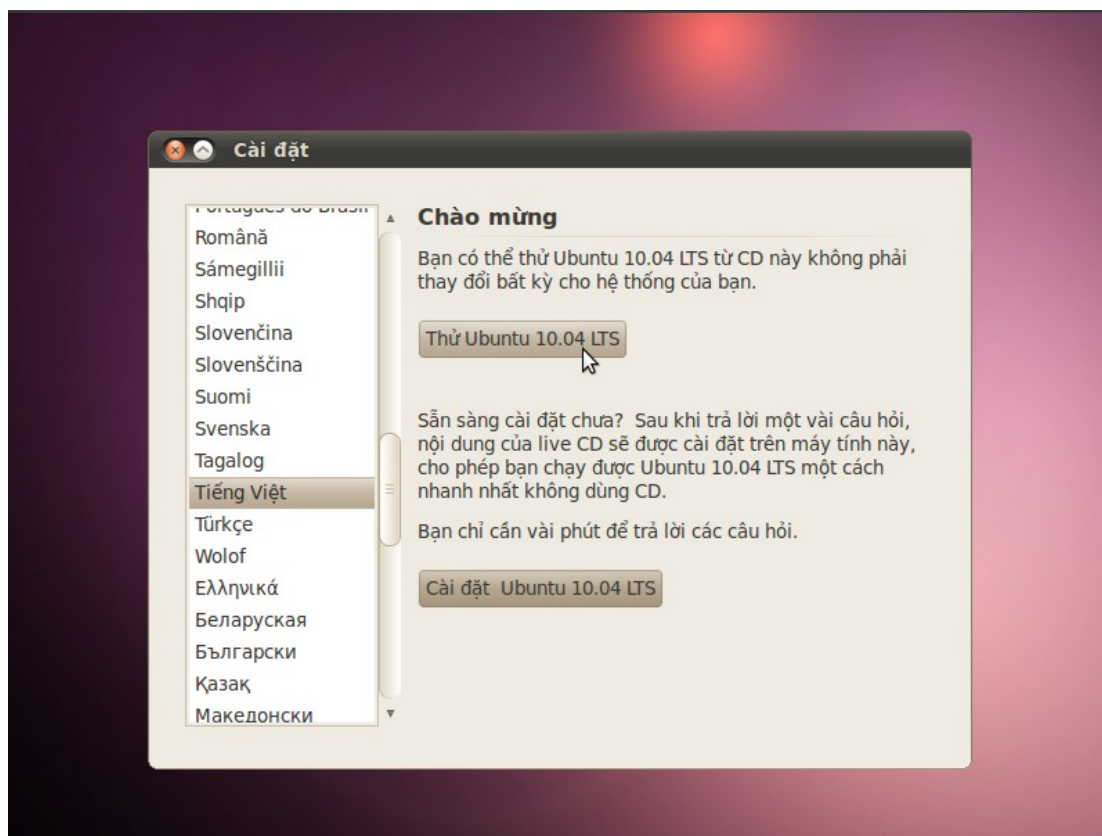 Cài đặt
Português do Brasil
Română
Sámegillii
Shqip
Slovenčina
Slovenščina
Suomi
Svenska
Tagalog
Tiếng Việt
Türkçe
Wolof
Ελληνικά
Беларуская
Български
Қазақ
Македонски
Chào mừng
Bạn có thể thử Ubuntu 10.04 LTS từ CD này không phải
thay đổi bất kỳ cho hệ thống của bạn.
Thử Ubuntu 10.04 LTS
Sẵn sàng cài đặt chưa?  Sau khi trả lời một vài câu hỏi,
nội dung của live CD sẽ được cài đặt trên máy tính này,
cho phép bạn chạy được Ubuntu 10.04 LTS một cách
nhanh nhất không dùng CD.
Bạn chỉ cần vài phút để trả lời các câu hỏi.
Cài đặt  Ubuntu 10.04 LTS